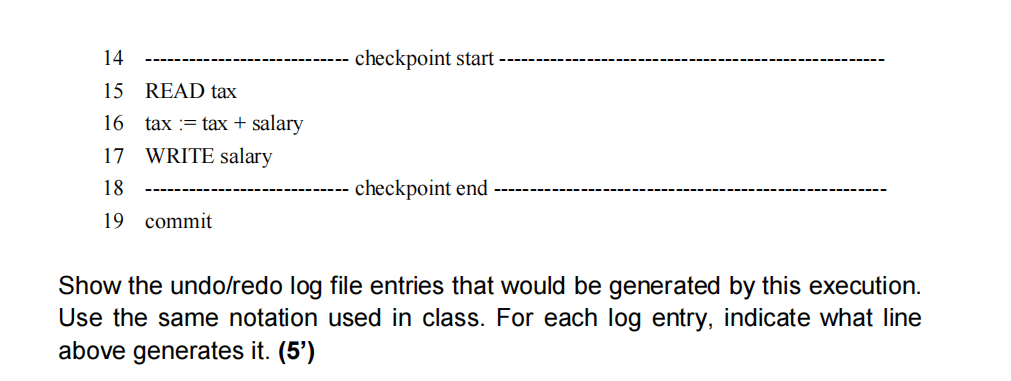 14 ---------------------------- checkpoint start -----------------------------------------------------
15 READ tax
16 tax := tax + salary
17 WRITE salary
18 ---------------------------- checkpoint end ------------------------------------------------------
19 commit
Show the undo/redo log file entries that would be generated by this execution.
Use the same notation used in class. For each log entry, indicate what line
above generates it. (5’)